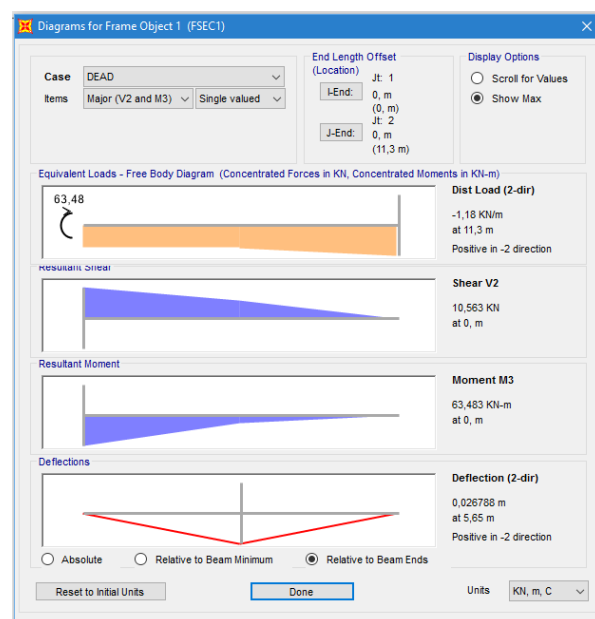 Diagrams for Frame Object 1 (FSEC1)
Case DEAD
Items Major (V2 and M3) Single valued
End Length Offset
(Location)
Jt: 1
I-End: 0, m
(0, m)
Jt: 2
J-End: 0, m
(11,3 m)
Display Options
Scroll for Values
Show Max
Equivalent Loads - Free Body Diagram (Concentrated Forces in KN, Concentrated Moments in KN-m)
63,48
Dist Load (2-dir)
-1,18 KN/m
at 11,3 m
Positive in -2 direction
Resultant Shear
Shear V2
10,563 KN
at 0, m
Resultant Moment
Moment M3
63,483 KN-m
at 0, m
Deflections
Deflection (2-dir)
0,026788 m
at 5,65 m
Positive in -2 direction
Absolute Relative to Beam Minimum Relative to Beam Ends
Reset to Initial Units Done Units KN, m, C